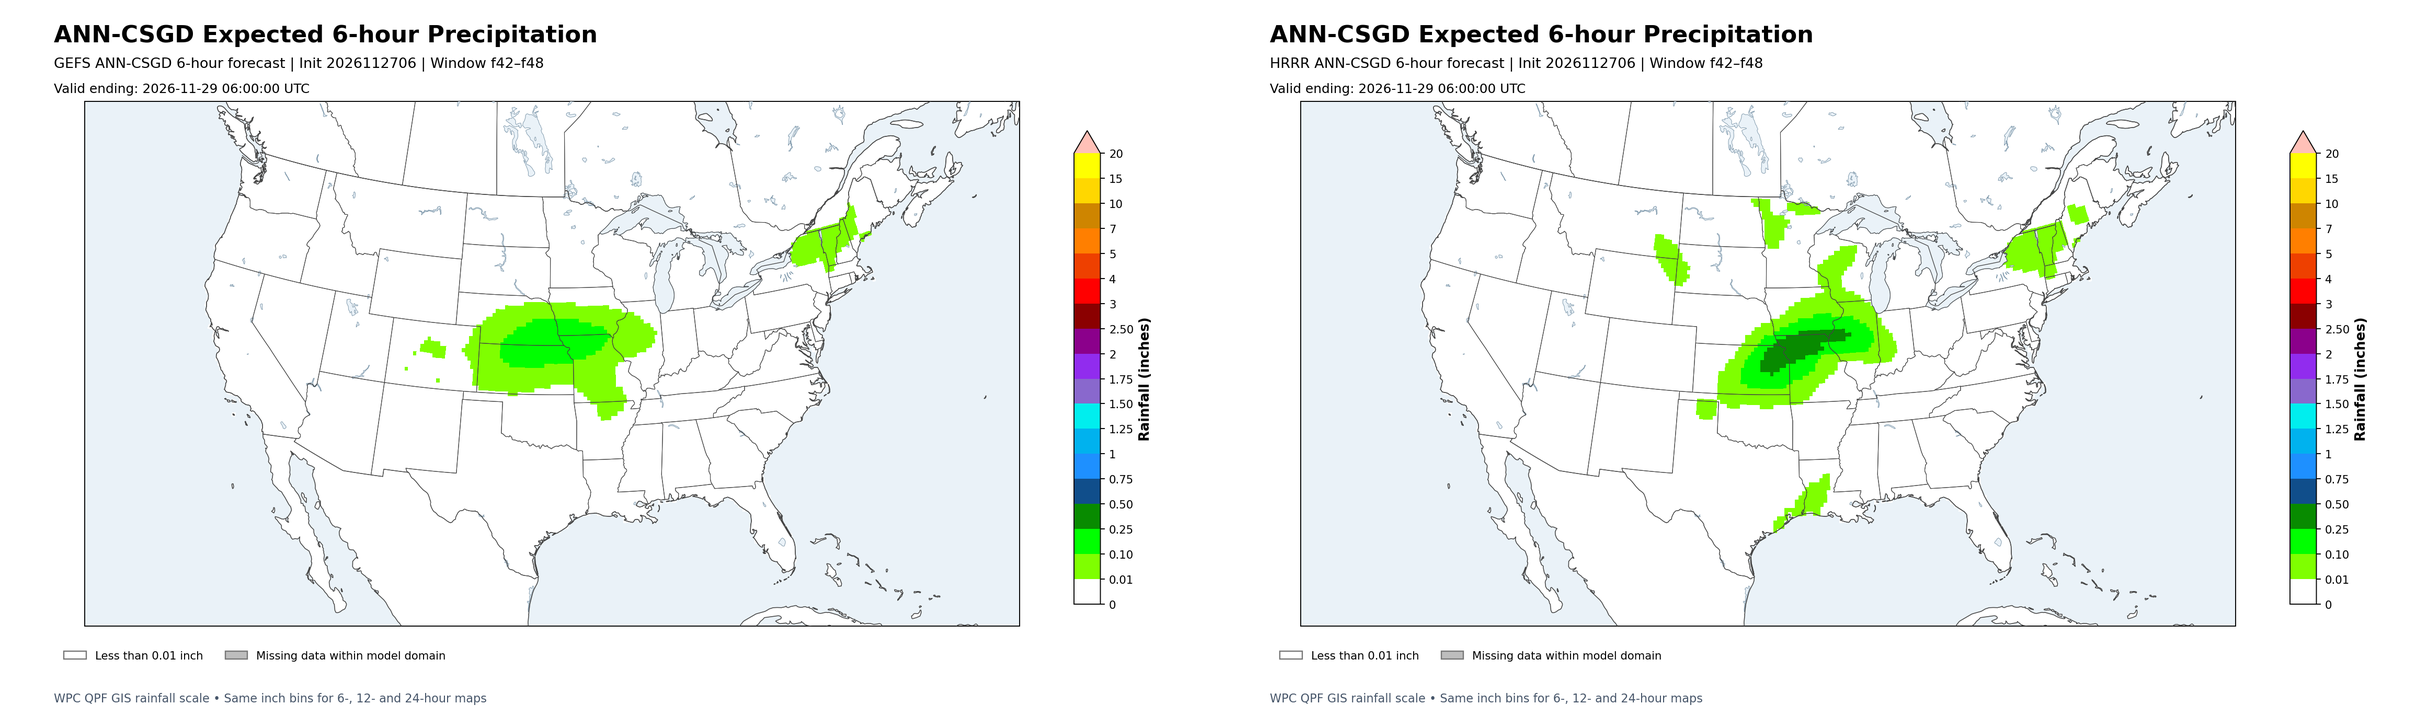 ANN-CSGD Expected 6-hour Precipitation
GEFS ANN-CSGD 6-hour forecast | Init 2026112706 | Window f42–f48
Valid ending: 2026-11-29 06:00:00 UTC
20
15
10
7
5
4
3
2.50
2
1.75
1.50
1.25
1
0.75
0.50
0.25
0.10
0.01
0
Rainfall (inches)
Less than 0.01 inch
Missing data within model domain
WPC QPF GIS rainfall scale • Same inch bins for 6-, 12- and 24-hour maps
ANN-CSGD Expected 6-hour Precipitation
HRRR ANN-CSGD 6-hour forecast | Init 2026112706 | Window f42–f48
Valid ending: 2026-11-29 06:00:00 UTC
20
15
10
7
5
4
3
2.50
2
1.75
1.50
1.25
1
0.75
0.50
0.25
0.10
0.01
0
Rainfall (inches)
Less than 0.01 inch
Missing data within model domain
WPC QPF GIS rainfall scale • Same inch bins for 6-, 12- and 24-hour maps